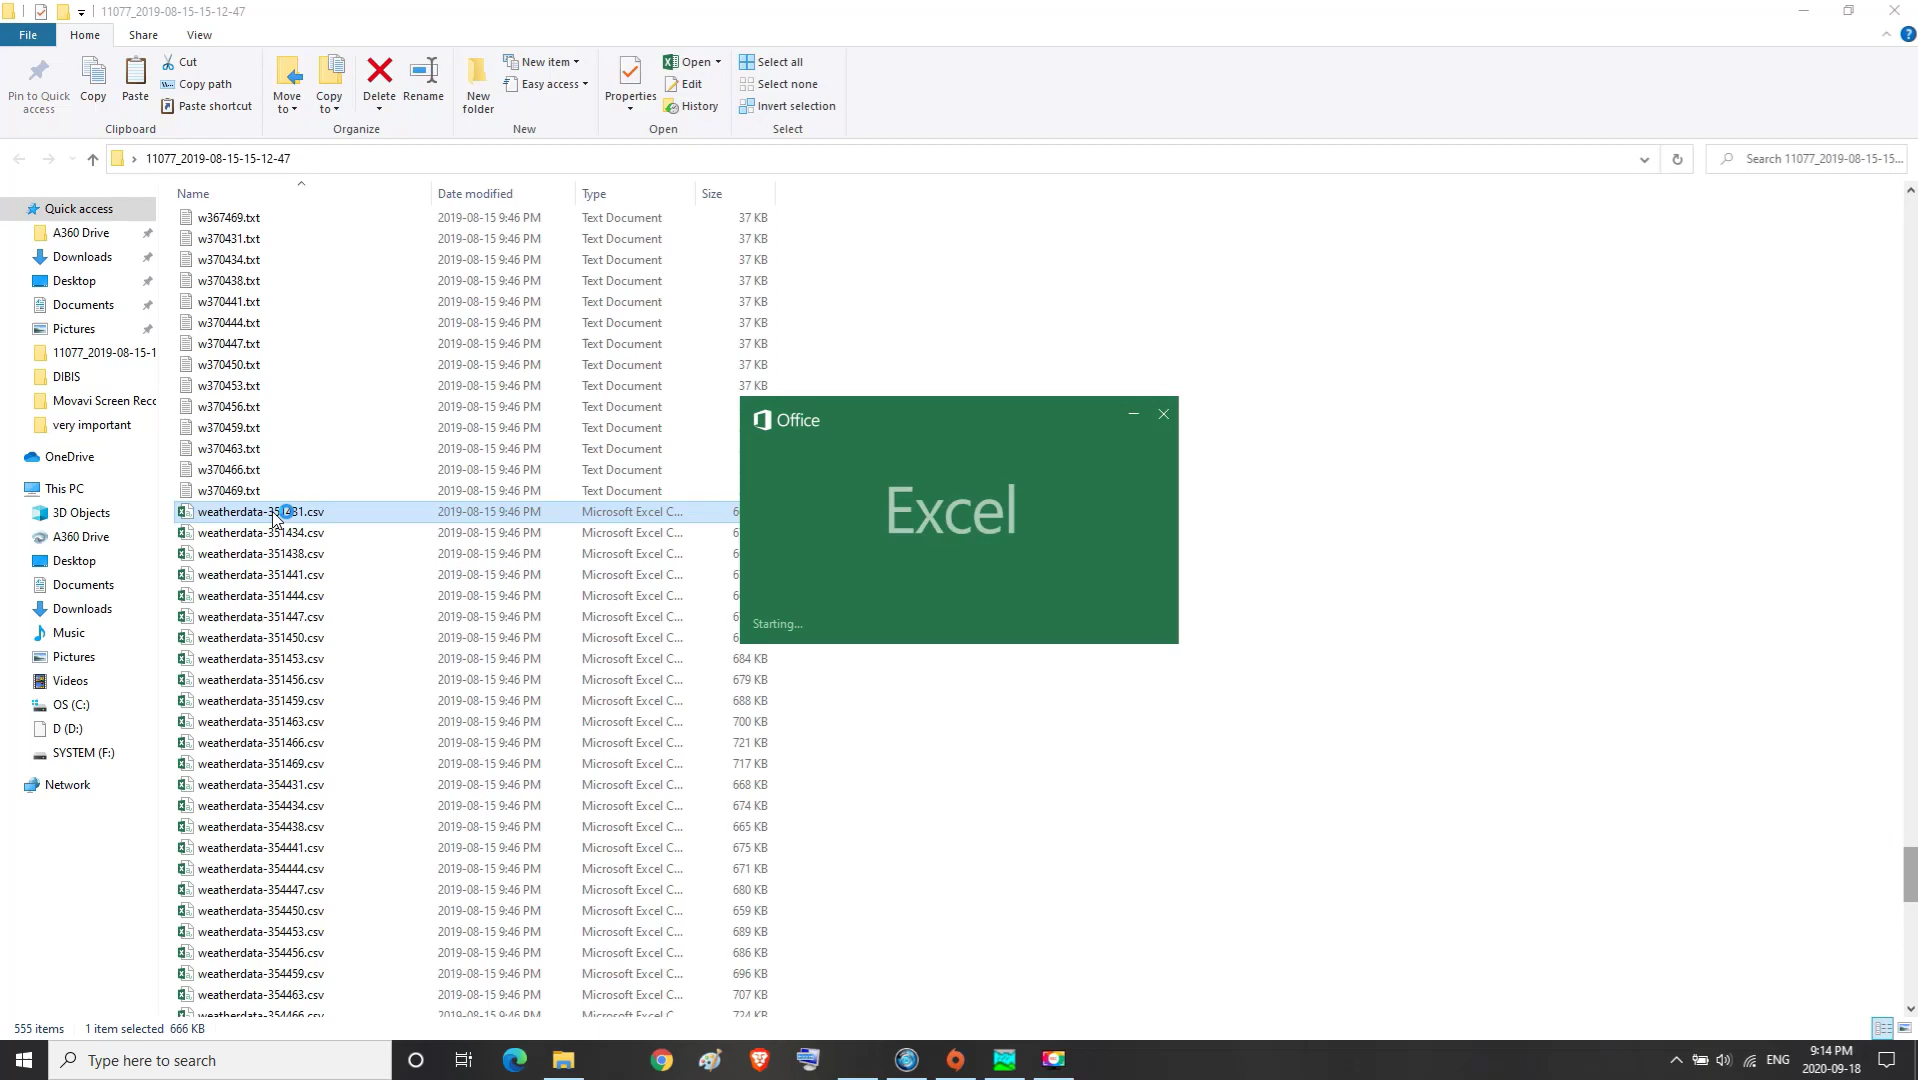 11077_2019-08-15-15-12-47
File
Home
Share
View
Pin to Quick
access
Copy
Paste
Cut
Copy path
Paste shortcut
Clipboard
Move
to
Copy
to
Delete
Rename
Organize
New
folder
New item
Easy access
New
Properties
Open
Edit
History
Open
Select all
Select none
Invert selection
Select
11077_2019-08-15-15-12-47
Search 11077_2019-08-15-15...
Quick access
A360 Drive
Downloads
Desktop
Documents
Pictures
11077_2019-08-15-1
DIBIS
Movavi Screen Recc
very important
OneDrive
This PC
3D Objects
A360 Drive
Desktop
Documents
Downloads
Music
Pictures
Videos
OS (C:)
D (D:)
SYSTEM (F:)
Network
Name Date modified Type Size
w367469.txt 2019-08-15 9:46 PM Text Document 37 KB
w370431.txt 2019-08-15 9:46 PM Text Document 37 KB
w370434.txt 2019-08-15 9:46 PM Text Document 37 KB
w370438.txt 2019-08-15 9:46 PM Text Document 37 KB
w370441.txt 2019-08-15 9:46 PM Text Document 37 KB
w370444.txt 2019-08-15 9:46 PM Text Document 37 KB
w370447.txt 2019-08-15 9:46 PM Text Document 37 KB
w370450.txt 2019-08-15 9:46 PM Text Document 37 KB
w370453.txt 2019-08-15 9:46 PM Text Document 37 KB
w370456.txt 2019-08-15 9:46 PM Text Document
w370459.txt 2019-08-15 9:46 PM Text Document
w370463.txt 2019-08-15 9:46 PM Text Document
w370466.txt 2019-08-15 9:46 PM Text Document
w370469.txt 2019-08-15 9:46 PM Text Document
weatherdata-351431.csv 2019-08-15 9:46 PM Microsoft Excel C... 6
weatherdata-351434.csv 2019-08-15 9:46 PM Microsoft Excel C... 6
weatherdata-351438.csv 2019-08-15 9:46 PM Microsoft Excel C... 6
weatherdata-351441.csv 2019-08-15 9:46 PM Microsoft Excel C... 6
weatherdata-351444.csv 2019-08-15 9:46 PM Microsoft Excel C... 6
weatherdata-351447.csv 2019-08-15 9:46 PM Microsoft Excel C... 6
weatherdata-351450.csv 2019-08-15 9:46 PM Microsoft Excel C... 6
weatherdata-351453.csv 2019-08-15 9:46 PM Microsoft Excel C... 684 KB
weatherdata-351456.csv 2019-08-15 9:46 PM Microsoft Excel C... 679 KB
weatherdata-351459.csv 2019-08-15 9:46 PM Microsoft Excel C... 688 KB
weatherdata-351463.csv 2019-08-15 9:46 PM Microsoft Excel C... 700 KB
weatherdata-351466.csv 2019-08-15 9:46 PM Microsoft Excel C... 721 KB
weatherdata-351469.csv 2019-08-15 9:46 PM Microsoft Excel C... 717 KB
weatherdata-354431.csv 2019-08-15 9:46 PM Microsoft Excel C... 668 KB
weatherdata-354434.csv 2019-08-15 9:46 PM Microsoft Excel C... 674 KB
weatherdata-354438.csv 2019-08-15 9:46 PM Microsoft Excel C... 665 KB
weatherdata-354441.csv 2019-08-15 9:46 PM Microsoft Excel C... 675 KB
weatherdata-354444.csv 2019-08-15 9:46 PM Microsoft Excel C... 671 KB
weatherdata-354447.csv 2019-08-15 9:46 PM Microsoft Excel C... 680 KB
weatherdata-354450.csv 2019-08-15 9:46 PM Microsoft Excel C... 659 KB
weatherdata-354453.csv 2019-08-15 9:46 PM Microsoft Excel C... 689 KB
weatherdata-354456.csv 2019-08-15 9:46 PM Microsoft Excel C... 686 KB
weatherdata-354459.csv 2019-08-15 9:46 PM Microsoft Excel C... 696 KB
weatherdata-354463.csv 2019-08-15 9:46 PM Microsoft Excel C... 707 KB
weatherdata-354466.csv 2019-08-15 9:46 PM Microsoft Excel C... 724 KB
Office
Excel
Starting...
555 items 1 item selected 666 KB
Type here to search
ENG
9:14 PM
2020-09-18